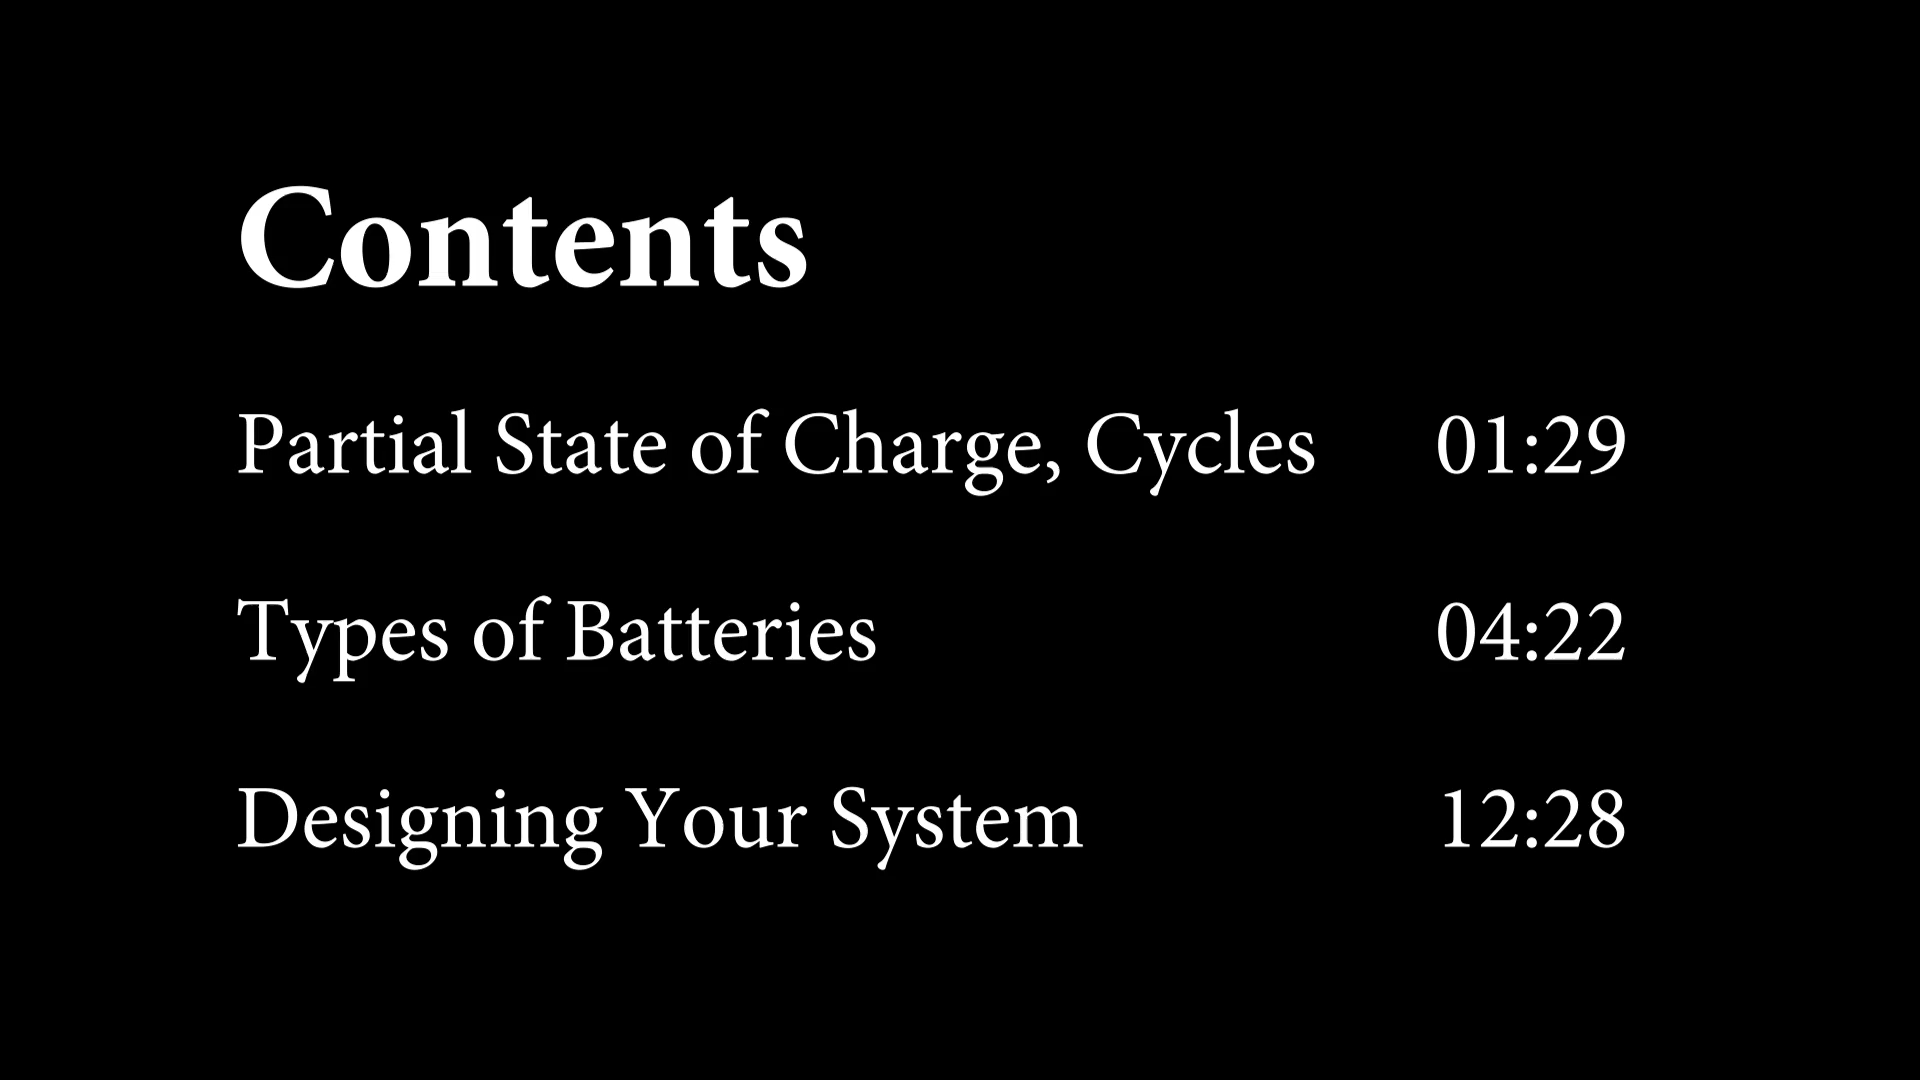 Contents
Partial State of Charge, Cycles 01:29
Types of Batteries 04:22
Designing Your System 12:28